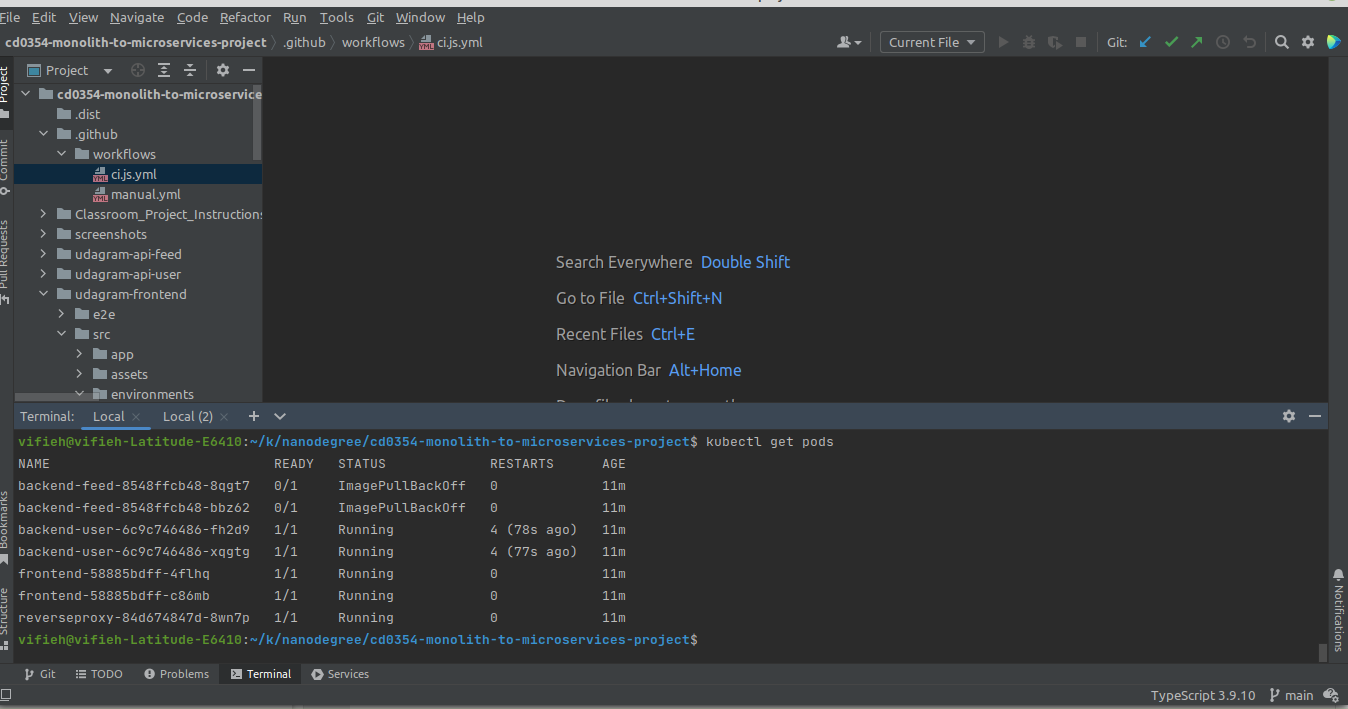 File Edit View Navigate Code Refactor Run Tools Git Window Help
cd0354-monolith-to-microservices-project .github workflows ci.js.yml Current File Git:
Project
cd0354-monolith-to-microservice
.dist
.github
workflows
ci.js.yml
manual.yml
Classroom_Project_Instructions
screenshots
udagram-api-feed
udagram-api-user
udagram-frontend
e2e
src
app
assets
environments
Project
Commit
Pull Requests
Bookmarks
Structure
Search Everywhere Double Shift
Go to File Ctrl+Shift+N
Recent Files Ctrl+E
Navigation Bar Alt+Home
Terminal: Local Local (2)
vifieh@vifieh-Latitude-E6410:~/k/nanodegree/cd0354-monolith-to-microservices-project$ kubectl get pods
NAME READY STATUS RESTARTS AGE
backend-feed-8548ffcb48-8qgt7 0/1 ImagePullBackOff 0 11m
backend-feed-8548ffcb48-bbz62 0/1 ImagePullBackOff 0 11m
backend-user-6c9c746486-fh2d9 1/1 Running 4 (78s ago) 11m
backend-user-6c9c746486-xqgtg 1/1 Running 4 (77s ago) 11m
frontend-58885bdff-4flhq 1/1 Running 0 11m
frontend-58885bdff-c86mb 1/1 Running 0 11m
reverseproxy-84d674847d-8wn7p 1/1 Running 0 11m
vifieh@vifieh-Latitude-E6410:~/k/nanodegree/cd0354-monolith-to-microservices-project$
Notifications
Git TODO Problems Terminal Services
TypeScript 3.9.10 main